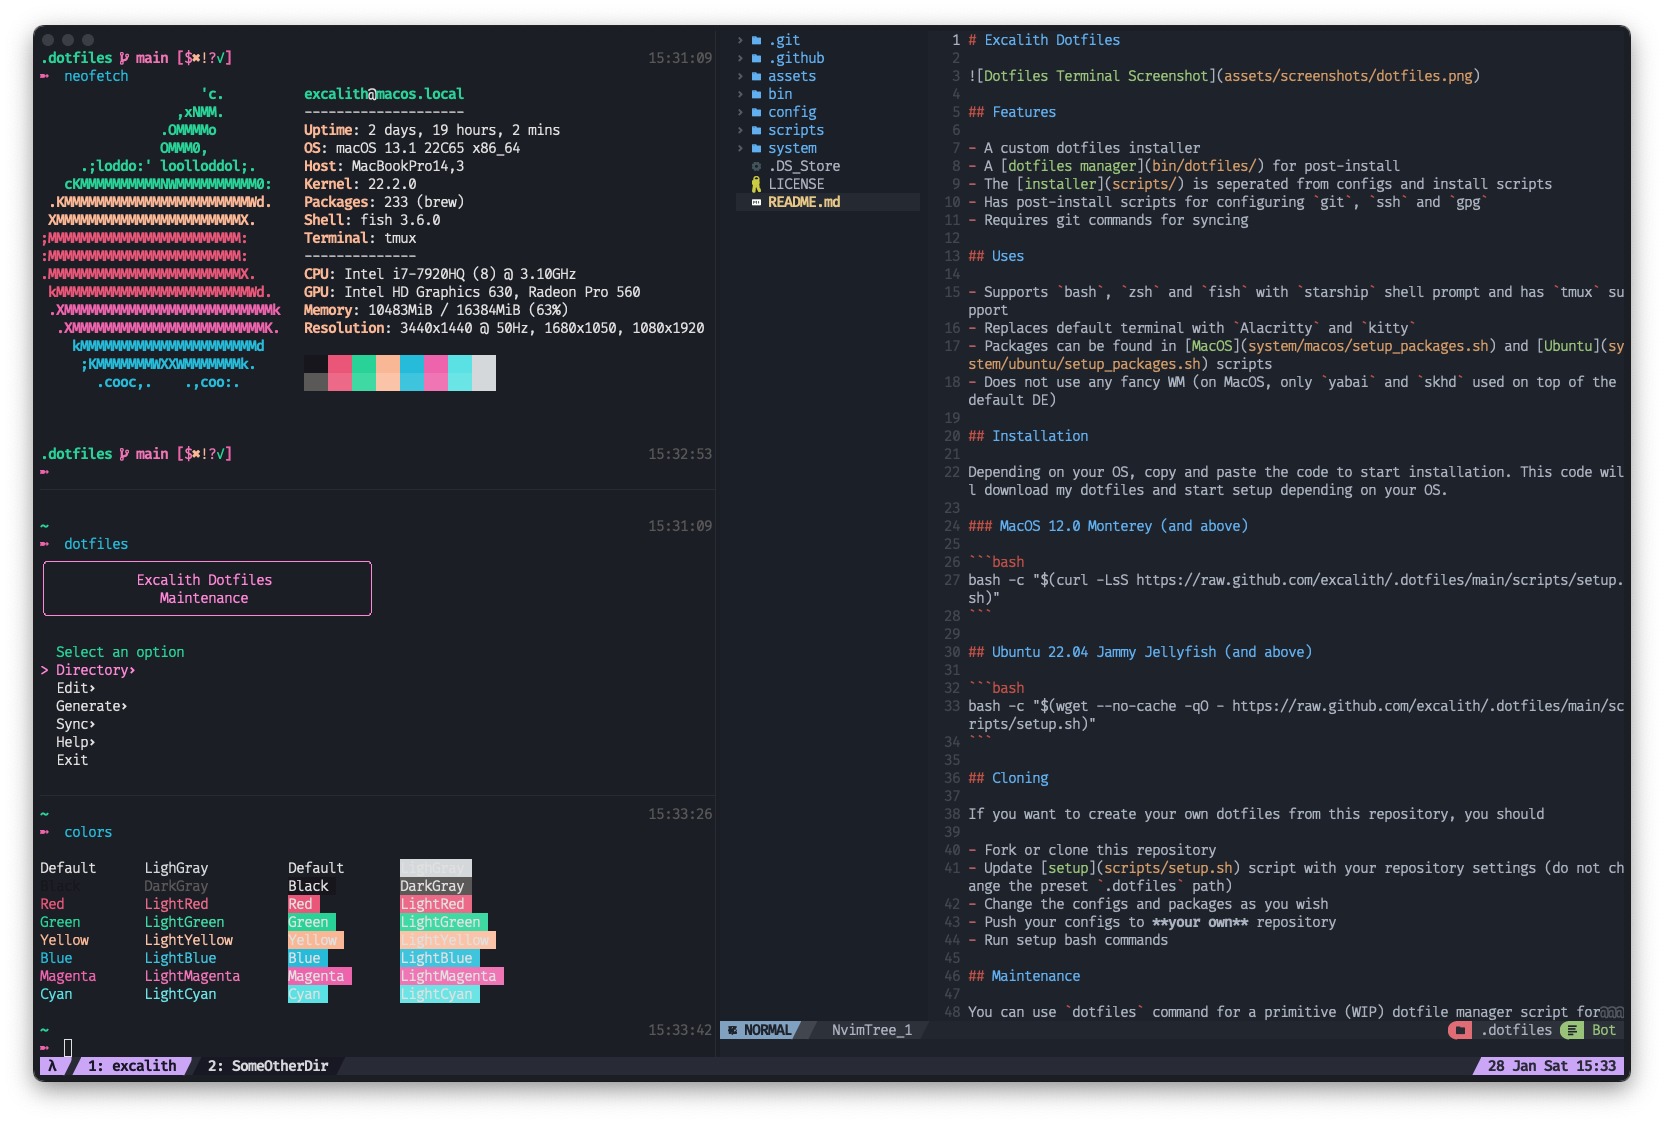 .dotfiles main [$✖!?√] 15:31:09
neofetch
'c.
,xNMM.
.OMMMMo
OMMM0,
.;loddo:' loolloddol;.
cKMMMMMMMMMMNWMMMMMMMMMM0:
.KMMMMMMMMMMMMMMMMMMMMMMMWd.
XMMMMMMMMMMMMMMMMMMMMMMMX.
;MMMMMMMMMMMMMMMMMMMMMMMM:
:MMMMMMMMMMMMMMMMMMMMMMMM:
.MMMMMMMMMMMMMMMMMMMMMMMMX.
kMMMMMMMMMMMMMMMMMMMMMMMMWd.
.XMMMMMMMMMMMMMMMMMMMMMMMMMMk
.XMMMMMMMMMMMMMMMMMMMMMMMMK.
kMMMMMMMMMMMMMMMMMMMMMMd
;KMMMMMMMWXXWMMMMMMMk.
.cooc,. .,coo:.
excalith@macos.local
--------------------
Uptime: 2 days, 19 hours, 2 mins
OS: macOS 13.1 22C65 x86_64
Host: MacBookPro14,3
Kernel: 22.2.0
Packages: 233 (brew)
Shell: fish 3.6.0
Terminal: tmux
--------------
CPU: Intel i7-7920HQ (8) @ 3.10GHz
GPU: Intel HD Graphics 630, Radeon Pro 560
Memory: 10483MiB / 16384MiB (63%)
Resolution: 3440x1440 @ 50Hz, 1680x1050, 1080x1920
.dotfiles main [$✖!?√] 15:32:53
~ 15:31:09
dotfiles
Excalith Dotfiles
Maintenance
Select an option
> Directory›
Edit›
Generate›
Sync›
Help›
Exit
~ 15:33:26
colors
Default LighGray Default LighGray
Black DarkGray Black DarkGray
Red LightRed Red LightRed
Green LightGreen Green LightGreen
Yellow LightYellow Yellow LightYellow
Blue LightBlue Blue LightBlue
Magenta LightMagenta Magenta LightMagenta
Cyan LightCyan Cyan LightCyan
~ 15:33:42
› .git
› .github
› assets
› bin
› config
› scripts
› system
.DS_Store
LICENSE
README.md
1 # Excalith Dotfiles
2
3 ![Dotfiles Terminal Screenshot](assets/screenshots/dotfiles.png)
4
5 ## Features
6
7 - A custom dotfiles installer
8 - A [dotfiles manager](bin/dotfiles/) for post-install
9 - The [installer](scripts/) is seperated from configs and install scripts
10 - Has post-install scripts for configuring `git`, `ssh` and `gpg`
11 - Requires git commands for syncing
12
13 ## Uses
14
15 - Supports `bash`, `zsh` and `fish` with `starship` shell prompt and has `tmux` su
pport
16 - Replaces default terminal with `Alacritty` and `kitty`
17 - Packages can be found in [MacOS](system/macos/setup_packages.sh) and [Ubuntu](sy
stem/ubuntu/setup_packages.sh) scripts
18 - Does not use any fancy WM (on MacOS, only `yabai` and `skhd` used on top of the
default DE)
19
20 ## Installation
21
22 Depending on your OS, copy and paste the code to start installation. This code wil
l download my dotfiles and start setup depending on your OS.
23
24 ### MacOS 12.0 Monterey (and above)
25
26 ```bash
27 bash -c "$(curl -LsS https://raw.github.com/excalith/.dotfiles/main/scripts/setup.
sh)"
28 ```
29
30 ## Ubuntu 22.04 Jammy Jellyfish (and above)
31
32 ```bash
33 bash -c "$(wget --no-cache -qO - https://raw.github.com/excalith/.dotfiles/main/sc
ripts/setup.sh)"
34 ```
35
36 ## Cloning
37
38 If you want to create your own dotfiles from this repository, you should
39
40 - Fork or clone this repository
41 - Update [setup](scripts/setup.sh) script with your repository settings (do not ch
ange the preset `.dotfiles` path)
42 - Change the configs and packages as you wish
43 - Push your configs to **your own** repository
44 - Run setup bash commands
45
46 ## Maintenance
47
48 You can use `dotfiles` command for a primitive (WIP) dotfile manager script for@@@
NORMAL NvimTree_1 .dotfiles Bot
λ 1: excalith 2: SomeOtherDir 28 Jan Sat 15:33